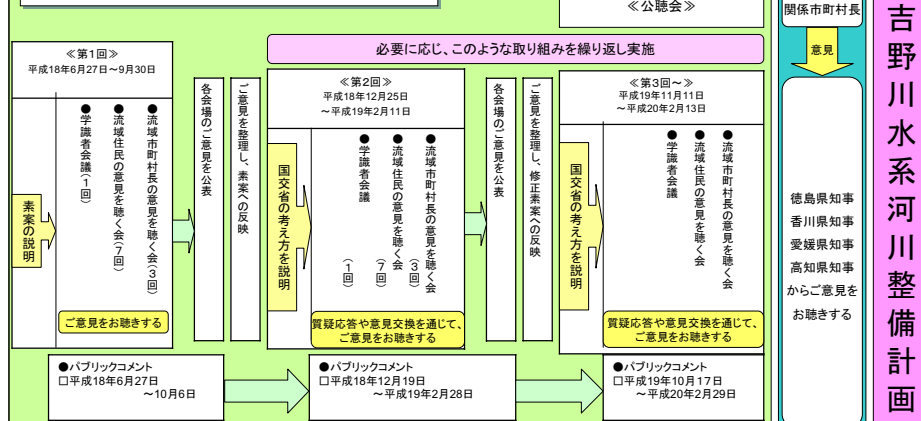 ≪公聴会≫
関係市町村長
意見
吉野川水系河川整備計画
必要に応じ、このような取り組みを繰り返し実施
≪第1回≫
平成18年6月27日～9月30日
素案の説明
●学識者会議(1回)
●流域住民の意見を聴く会(7回)
●流域市町村長の意見を聴く会(3回)
ご意見をお聴きする
各会場のご意見を公表
ご意見を整理し、素案への反映
≪第2回≫
平成18年12月25日
～平成19年2月11日
国交省の考え方を説明
●学識者会議(1回)
●流域住民の意見を聴く会(7回)
●流域市町村長の意見を聴く会(3回)
質疑応答や意見交換を通じて、
ご意見をお聴きする
各会場のご意見を公表
ご意見を整理し、修正素案への反映
≪第3回～≫
平成19年11月11日
～平成20年2月13日
国交省の考え方を説明
●学識者会議
●流域住民の意見を聴く会
●流域市町村長の意見を聴く会
質疑応答や意見交換を通じて、
ご意見をお聴きする
徳島県知事
香川県知事
愛媛県知事
高知県知事
からご意見を
お聴きする
●パブリックコメント
□平成18年6月27日
～10月6日
●パブリックコメント
□平成18年12月19日
～平成19年2月28日
●パブリックコメント
□平成19年10月17日
～平成20年2月29日